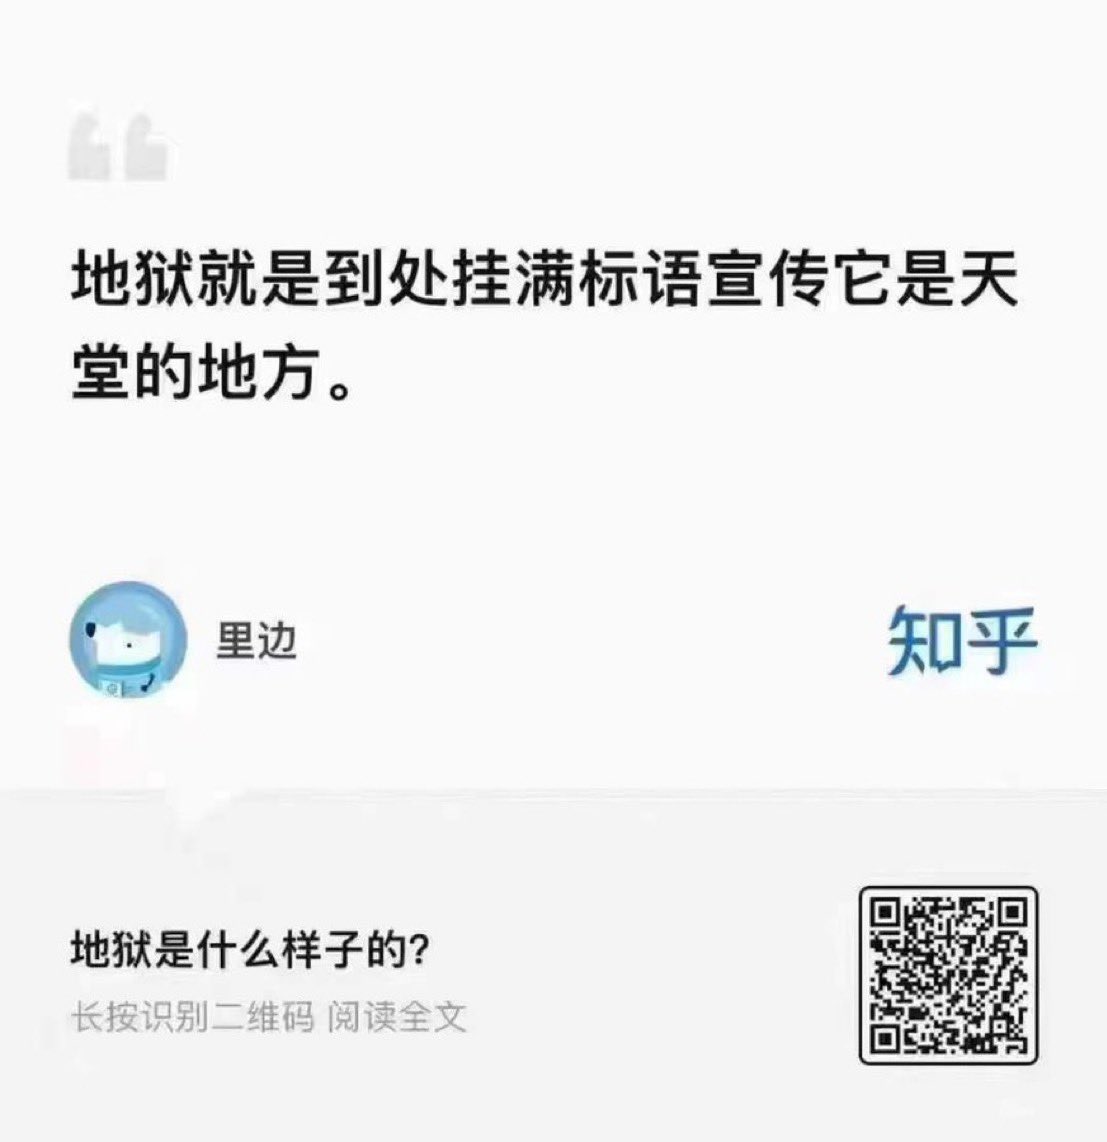 地狱就是到处挂满标语宣传它是天
堂的地方。
里边
知乎
地狱是什么样子的?
长按识别二维码 阅读全文